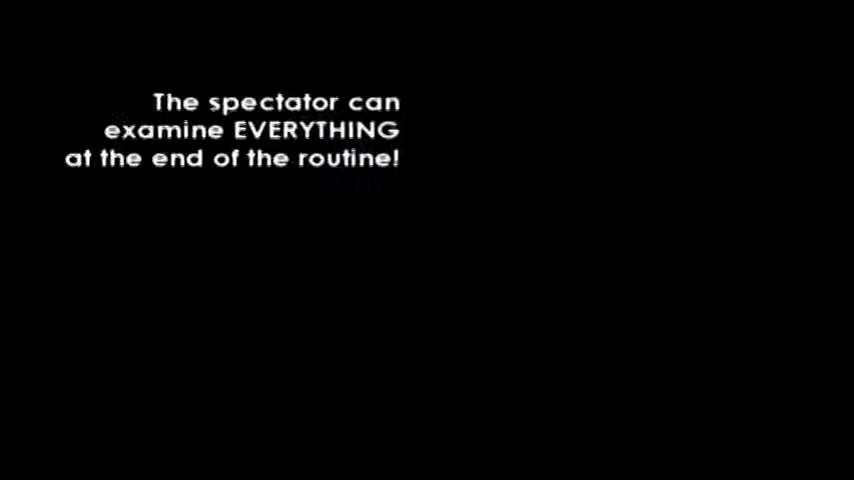 The spectator can
examine EVERYTHING
at the end of the routine!